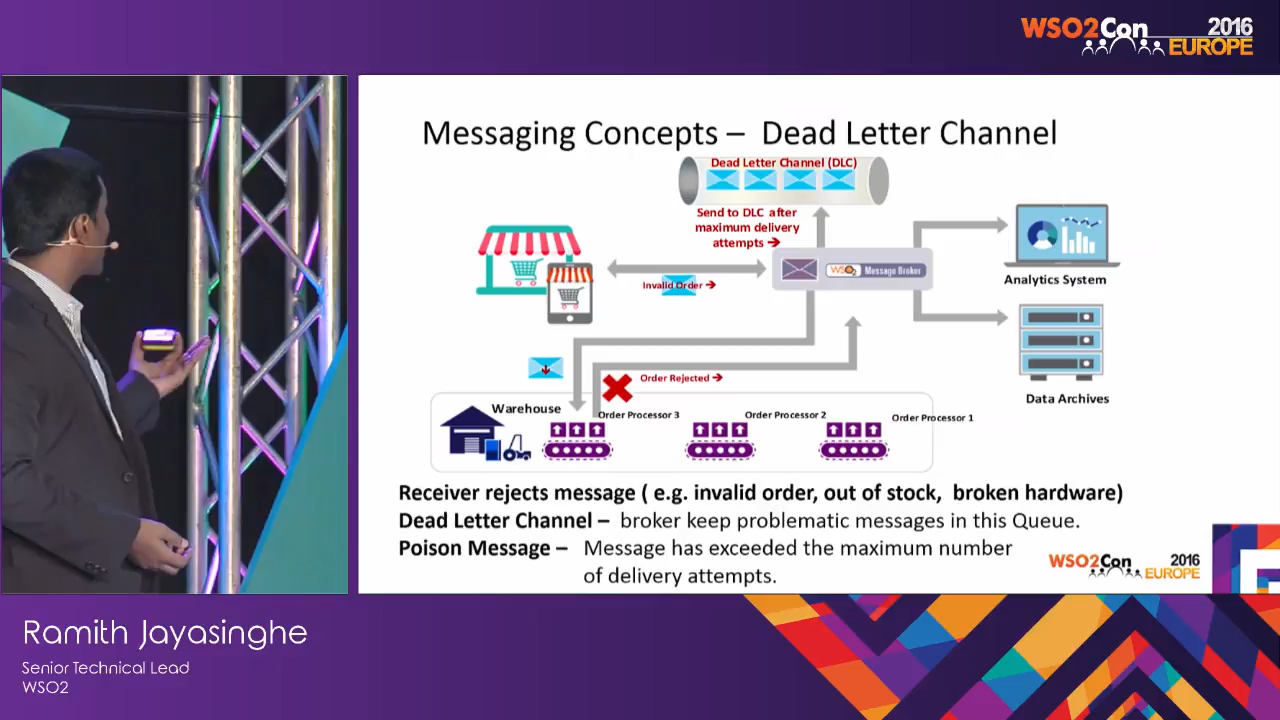 WSO2Con 2016
EUROPE
Messaging Concepts – Dead Letter Channel
Dead Letter Channel (DLC)
Send to DLC after
maximum delivery
attempts ➔
Invalid Order ➔
WSO2 Message Broker
Analytics System
Data Archives
Order Rejected ➔
Warehouse
Order Processor 3
Order Processor 2
Order Processor 1
Receiver rejects message ( e.g. invalid order, out of stock, broken hardware)
Dead Letter Channel – broker keep problematic messages in this Queue.
Poison Message – Message has exceeded the maximum number
of delivery attempts.
WSO2Con 2016
EUROPE
Ramith Jayasinghe
Senior Technical Lead
WSO2